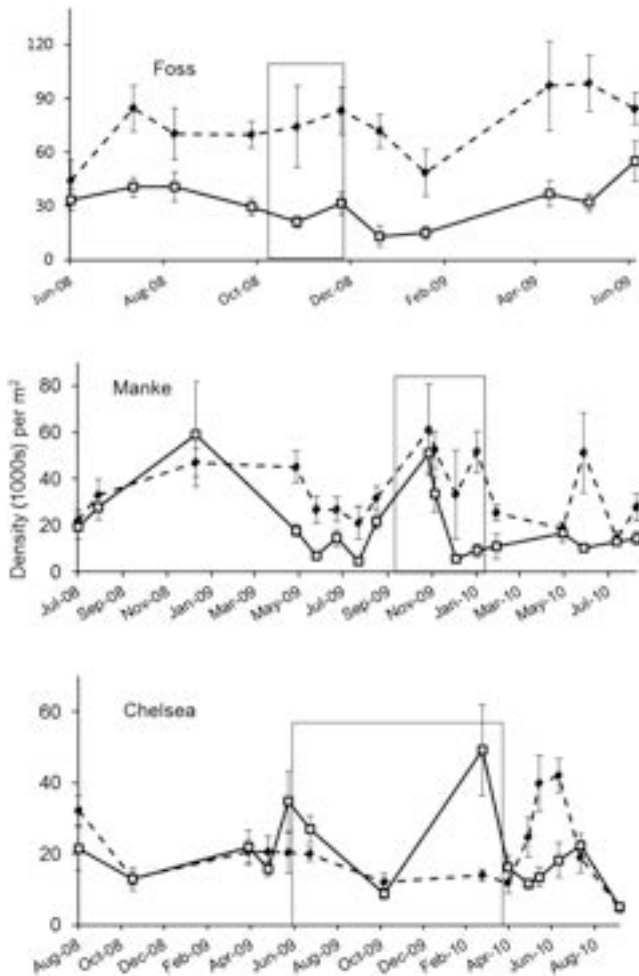 Foss
120
90
60
30
0
Jun-08
Aug-08
Oct-08
Dec-08
Feb-09
Apr-09
Jun-09
Density (1000s) per m²
Manke
80
60
40
20
0
Jul-08
Sep-08
Nov-08
Jan-09
Mar-09
May-09
Jul-09
Sep-09
Nov-09
Jan-10
Mar-10
May-10
Jul-10
Chelsea
60
40
20
0
Aug-08
Oct-08
Dec-08
Feb-09
Apr-09
Jun-09
Aug-09
Oct-09
Dec-09
Feb-10
Apr-10
Jun-10
Aug-10